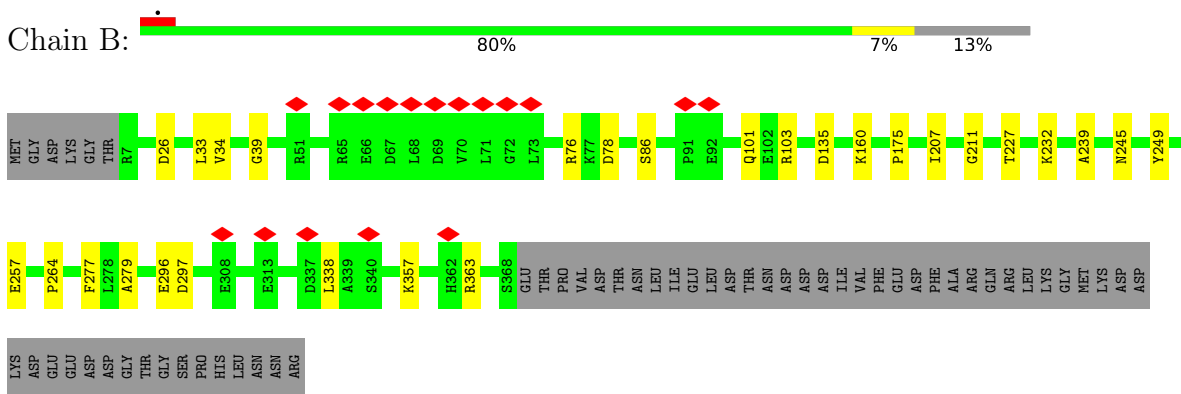 Chain B:
•
80% 7% 13%
MET GLY ASP LYS GLY THR R7 D26 L33 V34 G39 R51 R65 E66 D67 L68 D69 V70 L71 G72 L73 R76 K77 D78 S86 P91 E92 Q101 E102 R103 D135 K160 P175 I207 G211 T227 K232 A239 N245 Y249
E257 P264 F277 L278 A279 E296 D297 E308 E313 D337 L338 A339 S340 K357 H362 R363 S368 GLU THR PRO VAL ASP THR ASN LEU ILE GLU LEU ASP THR ASN ASP ASP ASP ILE VAL PHE GLU ASP PHE ALA ARG GLN ARG LEU LYS GLY MET LYS ASP ASP
LYS ASP GLU GLU ASP ASP GLY THR GLY SER PRO HIS LEU ASN ASN ARG